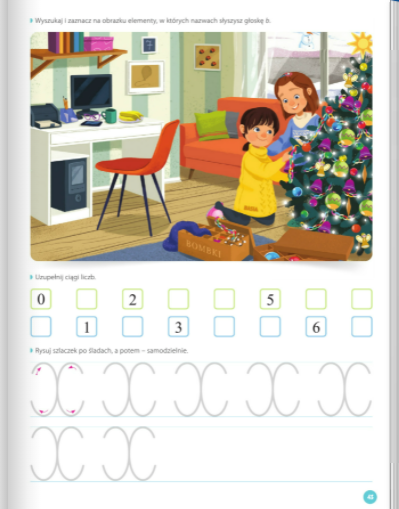 Wyszukaj i zaznacz na obrazku elementy, w których nazwach słyszysz głoskę b.
7
BOMBKI
Uzupełnij ciągi liczb.
0 2 5
1 3 6
Rysuj szlaczek po śladach, a potem – samodzielnie.